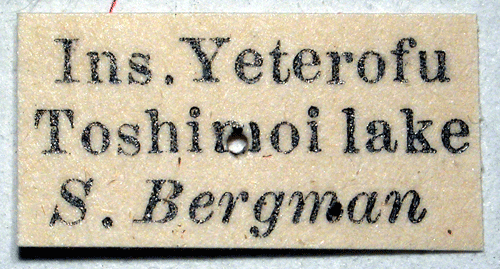 Ins. Yeterofu
Toshimoi lake
S. Bergman